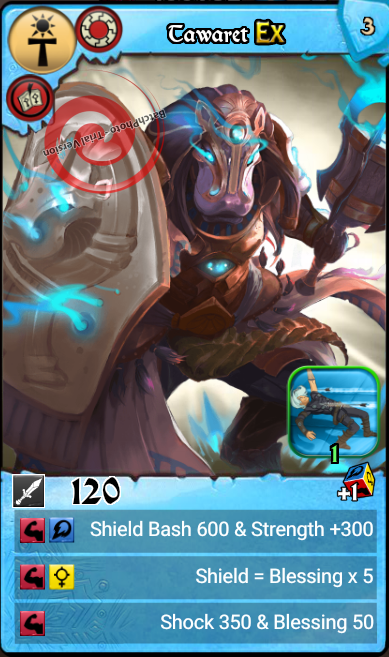 Tawaret Ex
3
BatchPhoto - Trial Version
1
120
+1
Shield Bash 600 & Strength +300
Shield = Blessing x 5
Shock 350 & Blessing 50